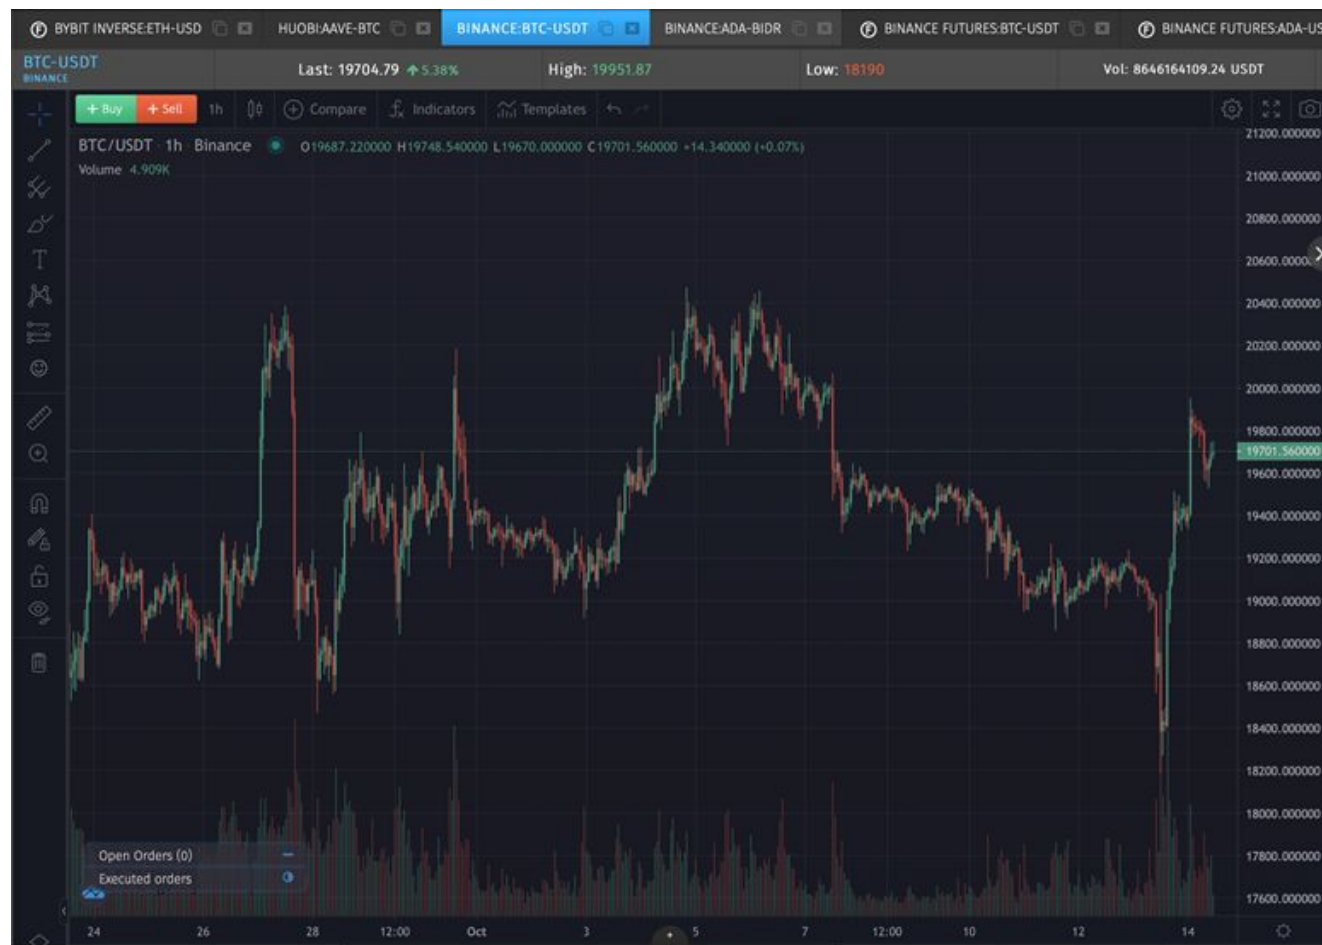 BYBIT INVERSE:ETH-USD HUOBI:AAVE-BTC BINANCE:BTC-USDT BINANCE:ADA-BIDR BINANCE FUTURES:BTC-USDT BINANCE FUTURES:ADA-US
BTC-USDT
BINANCE
Last: 19704.79 5.38% High: 19951.87 Low: 18190 Vol: 8646164109.24 USDT
+ Buy + Sell 1h Compare Indicators Templates
BTC/USDT · 1h · Binance O19687.220000 H19748.540000 L19670.000000 C19701.560000 +14.340000 (+0.07%)
Volume 4.909K
21200.000000
21000.000000
20800.000000
20600.000
20400.000000
20200.000000
20000.000000
19800.000000
19701.560000
19600.000000
19400.000000
19200.000000
19000.000000
18800.000000
18600.000000
18400.000000
18200.000000
18000.000000
17800.000000
17600.000000
Open Orders (0)
Executed orders
24 26 28 12:00 Oct 3 5 7 12:00 10 12 14